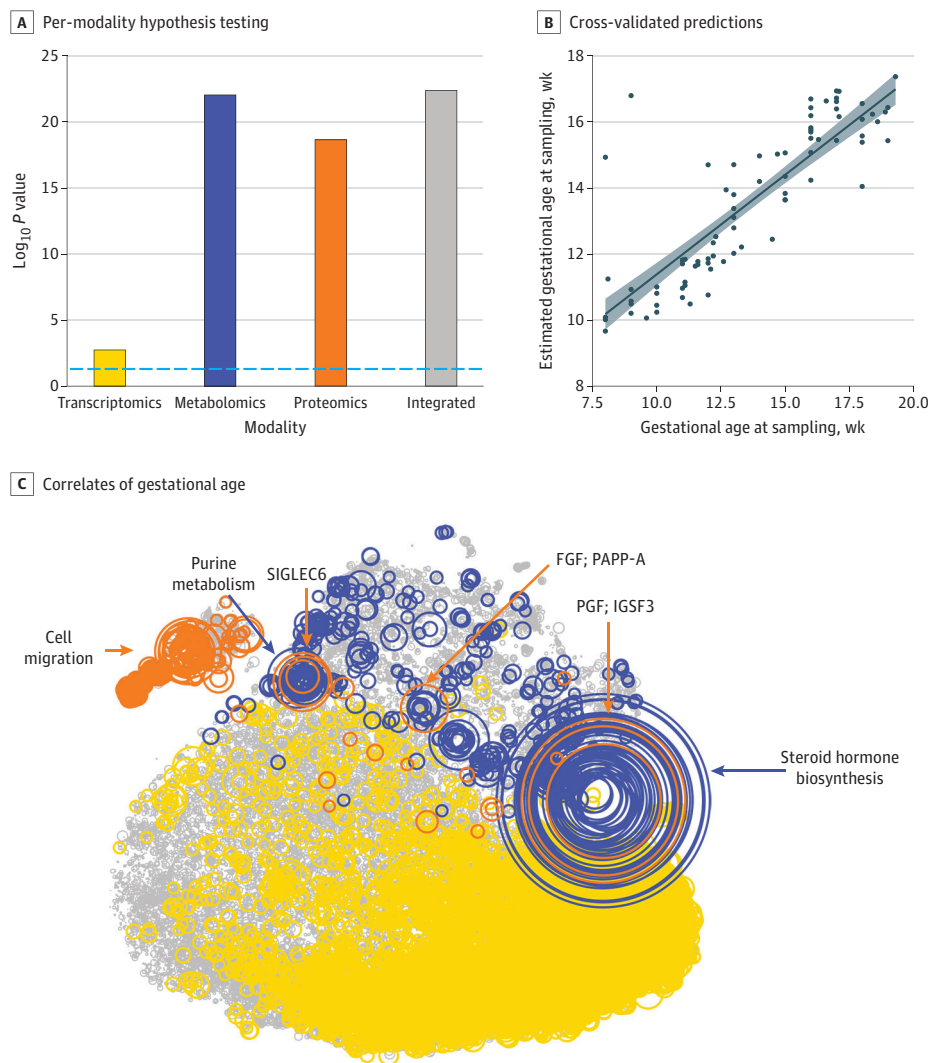 A Per-modality hypothesis testing
25
20
15
10
5
0
Log10 P value
Transcriptomics Metabolomics Proteomics Integrated
Modality
B Cross-validated predictions
18
16
14
12
10
8
Estimated gestational age at sampling, wk
7.5 10.0 12.5 15.0 17.5 20.0
Gestational age at sampling, wk
C Correlates of gestational age
Purine
metabolism
SIGLEC6
FGF; PAPP-A
PGF; IGSF3
Cell
migration
Steroid hormone
biosynthesis